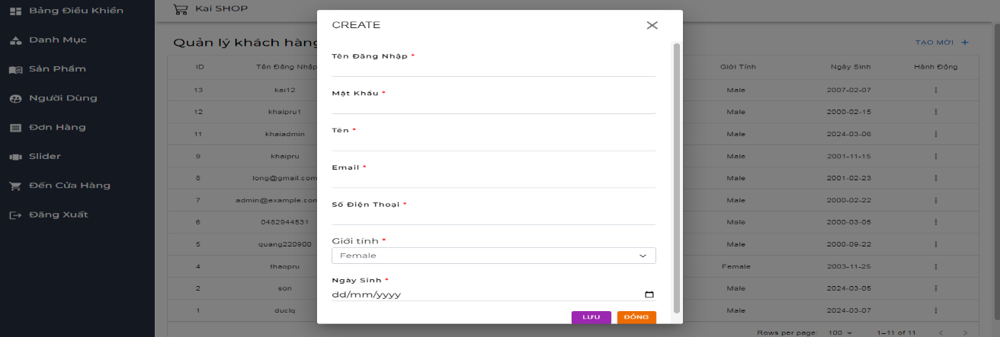 Bảng Điều Khiển
Danh Mục
Sản Phẩm
Người Dùng
Đơn Hàng
Slider
Đến Cửa Hàng
Đăng Xuất
Kai SHOP
Quản lý khách hàng
TẠO MỚI +
ID Tên Đăng Nhập Giới Tính Ngày Sinh Hành Động
13 kai12 Male 2007-02-07
12 khaipru1 Male 2000-02-15
11 khaiadmin Male 2024-03-06
9 khaipru Male 2001-11-15
8 long@gmail.com Male 2001-02-23
7 admin@example.com Male 2000-02-22
6 0482944531 Male 2000-03-05
5 quang220900 Male 2000-09-22
4 thaopru Female 2003-11-25
2 son Male 2024-03-05
1 duclq Male 2024-03-07
Rows per page: 100 1–11 of 11
CREATE
Tên Đăng Nhập *
Mật Khẩu *
Tên *
Email *
Số Điện Thoại *
Giới tính *
Female
Ngày Sinh *
dd/mm/yyyy
LƯU ĐÓNG